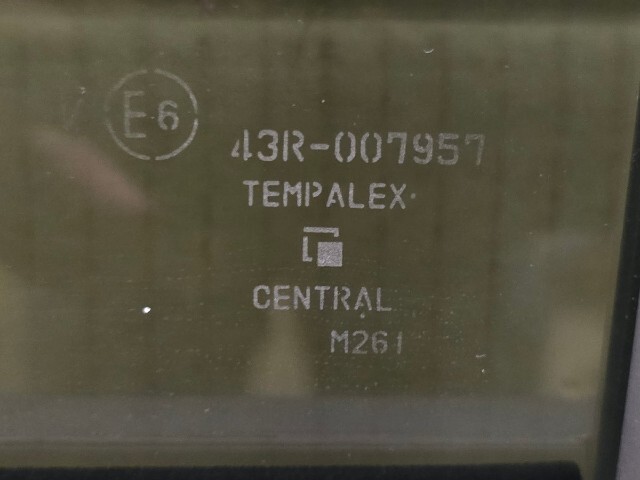 E6
43R-007957
TEMPALEX
CENTRAL
M261